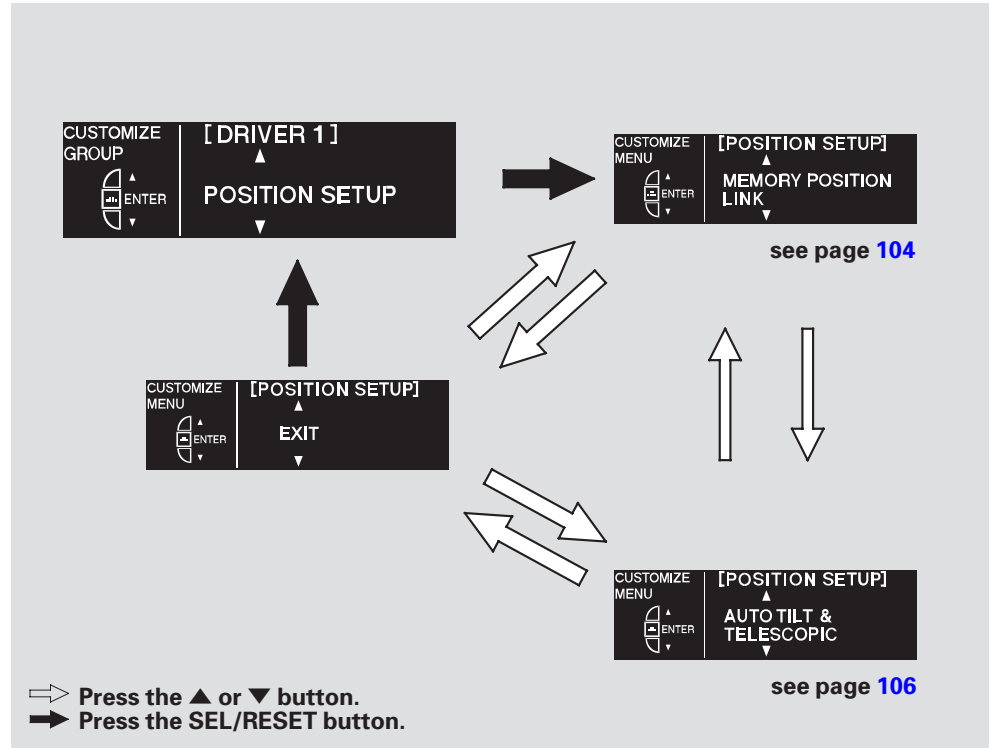 CUSTOMIZE
GROUP
▲
ENTER
▼
[DRIVER 1]
▲
POSITION SETUP
▼
CUSTOMIZE
MENU
▲
ENTER
▼
[POSITION SETUP]
▲
MEMORY POSITION
LINK
▼
see page 104
CUSTOMIZE
MENU
▲
ENTER
▼
[POSITION SETUP]
▲
EXIT
▼
CUSTOMIZE
MENU
▲
ENTER
▼
[POSITION SETUP]
▲
AUTO TILT &
TELESCOPIC
▼
see page 106
Press the ▲ or ▼ button.
Press the SEL/RESET button.